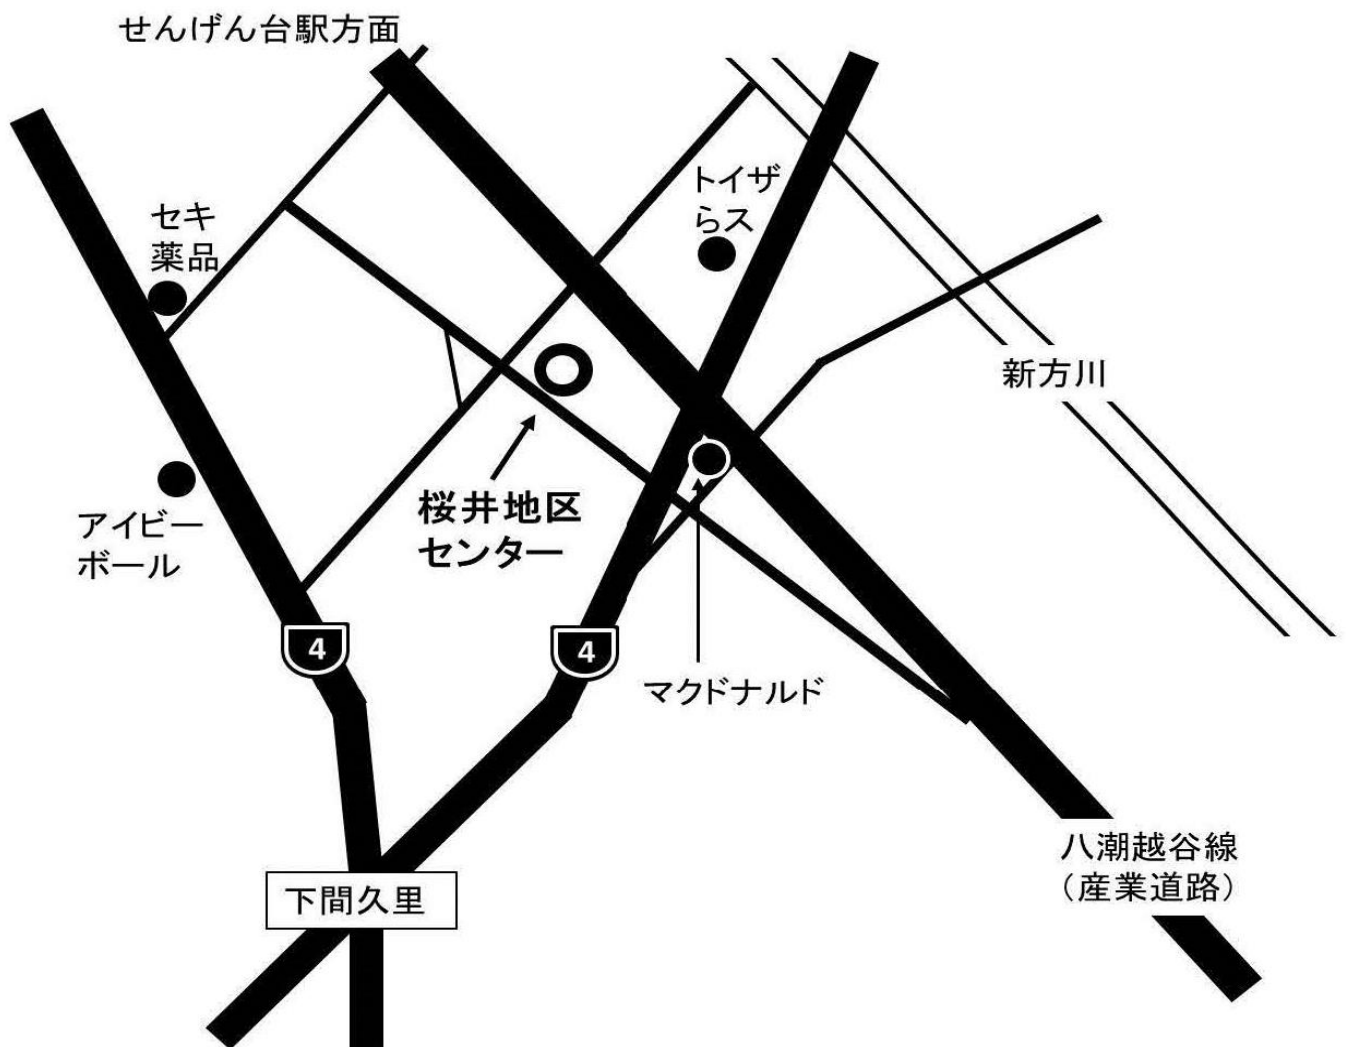 せんげん台駅方面
トイザ
らス
セキ
薬品
新方川
桜井地区
センター
アイビー
ボール
4
4
マクドナルド
八潮越谷線
（産業道路）
下間久里